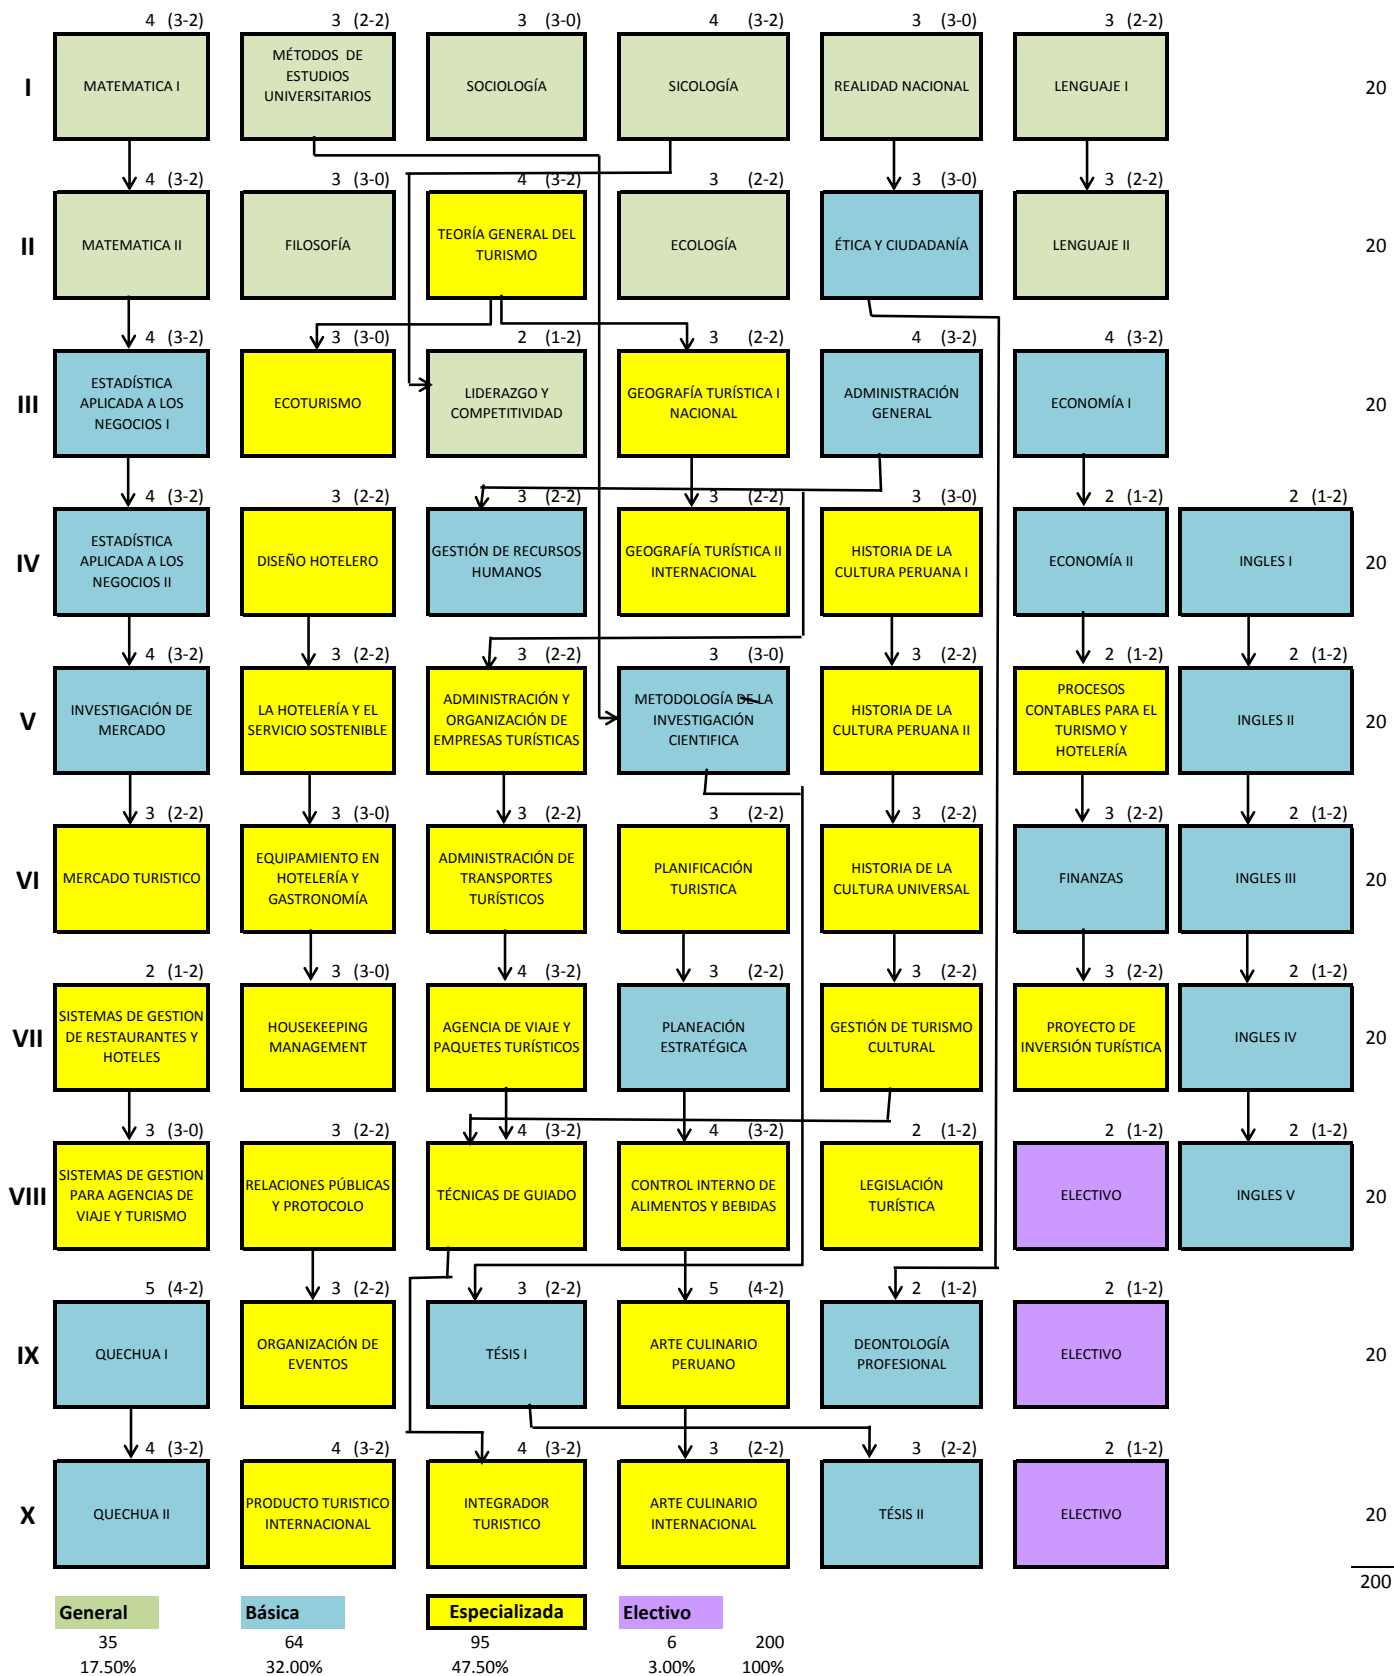 4 (3-2) 3 (2-2) 3 (3-0) 4 (3-2) 3 (3-0) 3 (2-2)
I
MATEMATICA I
MÉTODOS DE
ESTUDIOS
UNIVERSITARIOS
SOCIOLOGÍA
SICOLOGÍA
REALIDAD NACIONAL
LENGUAJE I
20
4 (3-2) 3 (3-0) 4 (3-2) 3 (2-2) 3 (3-0) 3 (2-2)
II
MATEMATICA II
FILOSOFÍA
TEORÍA GENERAL DEL
TURISMO
ECOLOGÍA
ÉTICA Y CIUDADANÍA
LENGUAJE II
20
4 (3-2) 3 (3-0) 2 (1-2) 3 (2-2) 4 (3-2) 4 (3-2)
III
ESTADÍSTICA
APLICADA A LOS
NEGOCIOS I
ECOTURISMO
LIDERAZGO Y
COMPETITIVIDAD
GEOGRAFÍA TURÍSTICA I
NACIONAL
ADMINISTRACIÓN
GENERAL
ECONOMÍA I
20
4 (3-2) 3 (2-2) 3 (2-2) 3 (2-2) 3 (3-0) 2 (1-2) 2 (1-2)
IV
ESTADÍSTICA
APLICADA A LOS
NEGOCIOS II
DISEÑO HOTELERO
GESTIÓN DE RECURSOS
HUMANOS
GEOGRAFÍA TURÍSTICA II
INTERNACIONAL
HISTORIA DE LA
CULTURA PERUANA I
ECONOMÍA II
INGLES I
20
4 (3-2) 3 (2-2) 3 (2-2) 3 (3-0) 3 (2-2) 2 (1-2) 2 (1-2)
V
INVESTIGACIÓN DE
MERCADO
LA HOTELERÍA Y EL
SERVICIO SOSTENIBLE
ADMINISTRACIÓN Y
ORGANIZACIÓN DE
EMPRESAS TURÍSTICAS
METODOLOGÍA DE LA
INVESTIGACIÓN
CIENTIFICA
HISTORIA DE LA
CULTURA PERUANA II
PROCESOS
CONTABLES PARA EL
TURISMO Y
HOTELERÍA
INGLES II
20
3 (2-2) 3 (3-0) 3 (2-2) 3 (2-2) 3 (2-2) 3 (2-2) 2 (1-2)
VI
MERCADO TURISTICO
EQUIPAMIENTO EN
HOTELERÍA Y
GASTRONOMÍA
ADMINISTRACIÓN DE
TRANSPORTES
TURÍSTICOS
PLANIFICACIÓN
TURISTICA
HISTORIA DE LA
CULTURA UNIVERSAL
FINANZAS
INGLES III
20
2 (1-2) 3 (3-0) 4 (3-2) 3 (2-2) 3 (2-2) 3 (2-2) 2 (1-2)
VII
SISTEMAS DE GESTION
DE RESTAURANTES Y
HOTELES
HOUSEKEEPING
MANAGEMENT
AGENCIA DE VIAJE Y
PAQUETES TURÍSTICOS
PLANEACIÓN
ESTRATÉGICA
GESTIÓN DE TURISMO
CULTURAL
PROYECTO DE
INVERSIÓN TURÍSTICA
INGLES IV
20
3 (3-0) 3 (2-2) 4 (3-2) 4 (3-2) 2 (1-2) 2 (1-2) 2 (1-2)
VIII
SISTEMAS DE GESTION
PARA AGENCIAS DE
VIAJE Y TURISMO
RELACIONES PÚBLICAS
Y PROTOCOLO
TÉCNICAS DE GUIADO
CONTROL INTERNO DE
ALIMENTOS Y BEBIDAS
LEGISLACIÓN
TURÍSTICA
ELECTIVO
INGLES V
20
5 (4-2) 3 (2-2) 3 (2-2) 5 (4-2) 2 (1-2) 2 (1-2)
IX
QUECHUA I
ORGANIZACIÓN DE
EVENTOS
TÉSIS I
ARTE CULINARIO
PERUANO
DEONTOLOGÍA
PROFESIONAL
ELECTIVO
20
4 (3-2) 4 (3-2) 4 (3-2) 3 (2-2) 3 (2-2) 2 (1-2)
X
QUECHUA II
PRODUCTO TURISTICO
INTERNACIONAL
INTEGRADOR
TURISTICO
ARTE CULINARIO
INTERNACIONAL
TÉSIS II
ELECTIVO
20
200
General Básica Especializada Electivo
35 64 95 6 200
17.50% 32.00% 47.50% 3.00% 100%